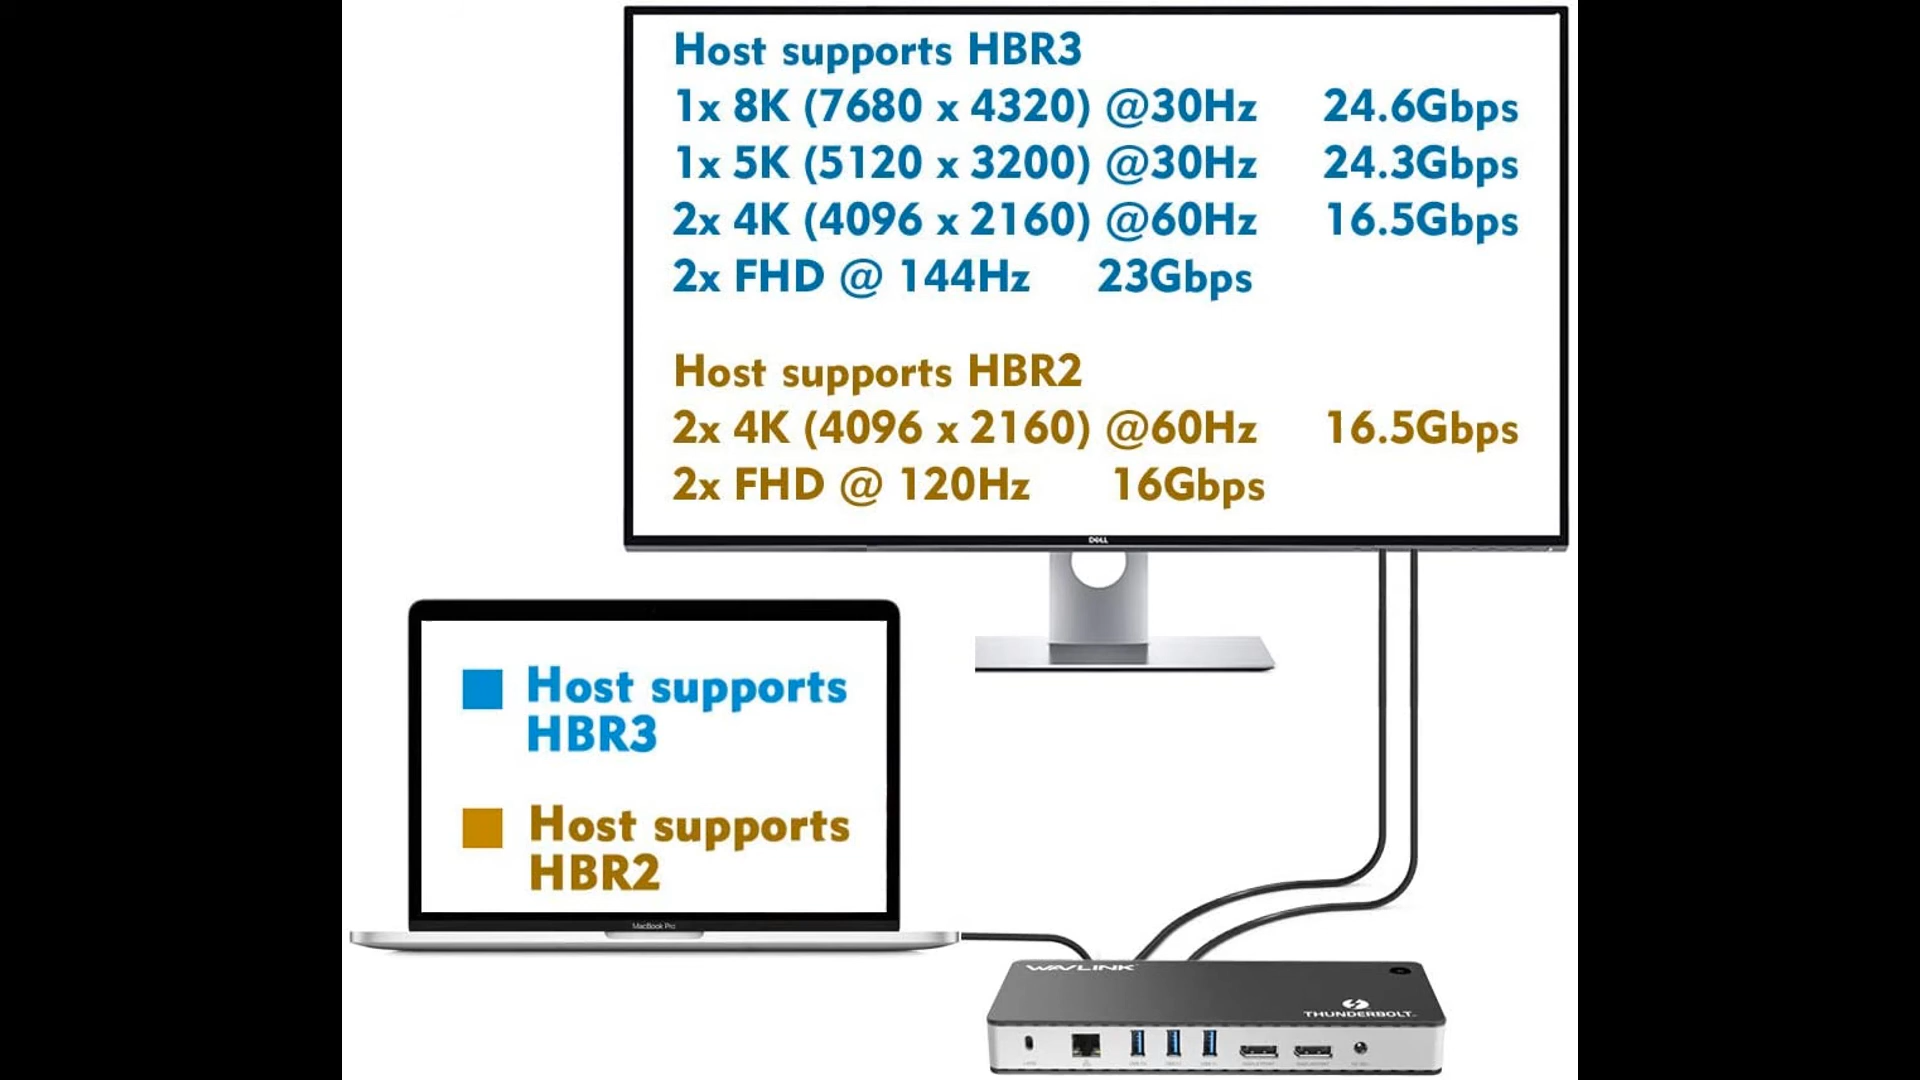 Host supports HBR3
1x 8K (7680 x 4320) @30Hz 24.6Gbps
1x 5K (5120 x 3200) @30Hz 24.3Gbps
2x 4K (4096 x 2160) @60Hz 16.5Gbps
2x FHD @ 144Hz 23Gbps
Host supports HBR2
2x 4K (4096 x 2160) @60Hz 16.5Gbps
2x FHD @ 120Hz 16Gbps
DELL
Host supports
HBR3
Host supports
HBR2
MacBook Pro
WAVLINK
THUNDERBOLT